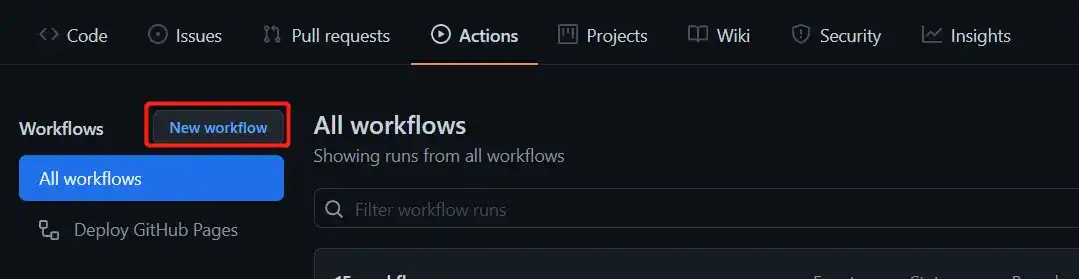 Code Issues Pull requests Actions Projects Wiki Security Insights
Workflows New workflow
All workflows
Deploy GitHub Pages
All workflows
Showing runs from all workflows
Filter workflow runs